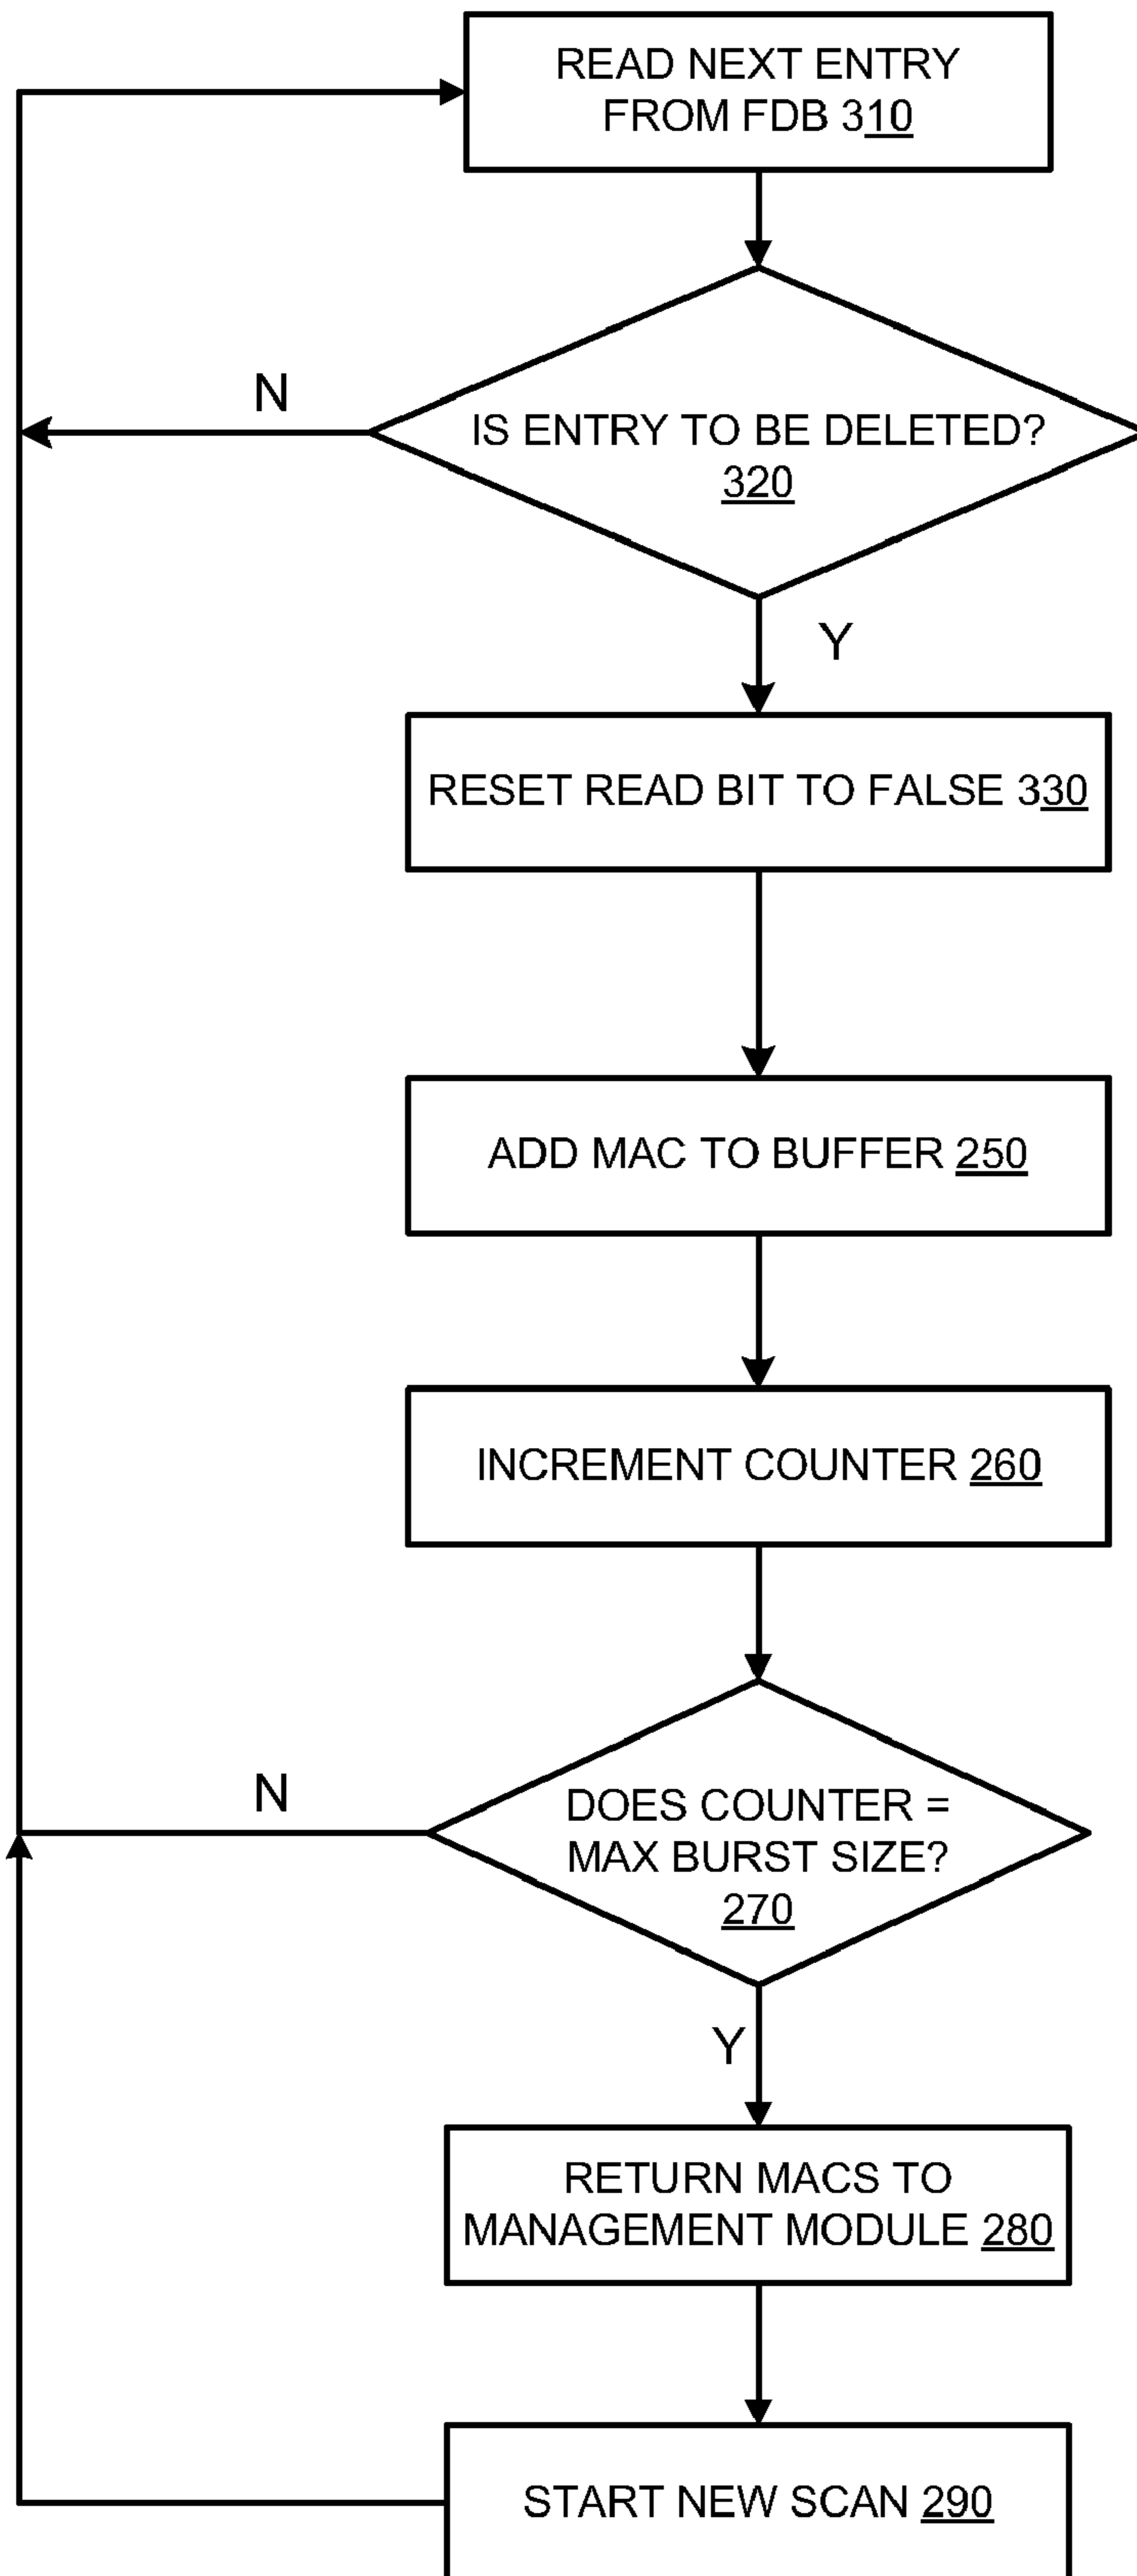 READ NEXT ENTRY
FROM FDB 310
N
IS ENTRY TO BE DELETED?
320
Y
RESET READ BIT TO FALSE 330
ADD MAC TO BUFFER 250
INCREMENT COUNTER 260
N
DOES COUNTER =
MAX BURST SIZE?
270
Y
RETURN MACS TO
MANAGEMENT MODULE 280
START NEW SCAN 290